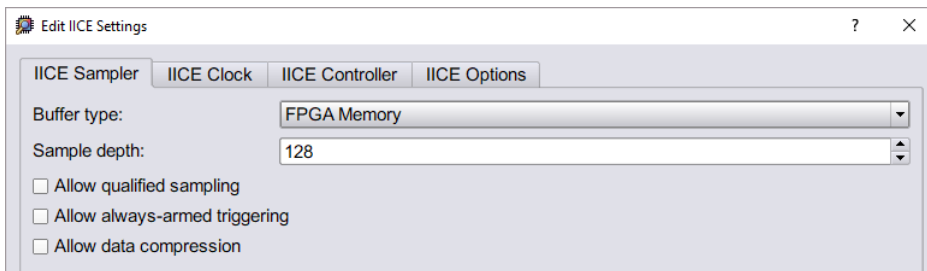 Edit IICE Settings ? ×
IICE Sampler IICE Clock IICE Controller IICE Options
Buffer type: FPGA Memory
Sample depth: 128
Allow qualified sampling
Allow always-armed triggering
Allow data compression